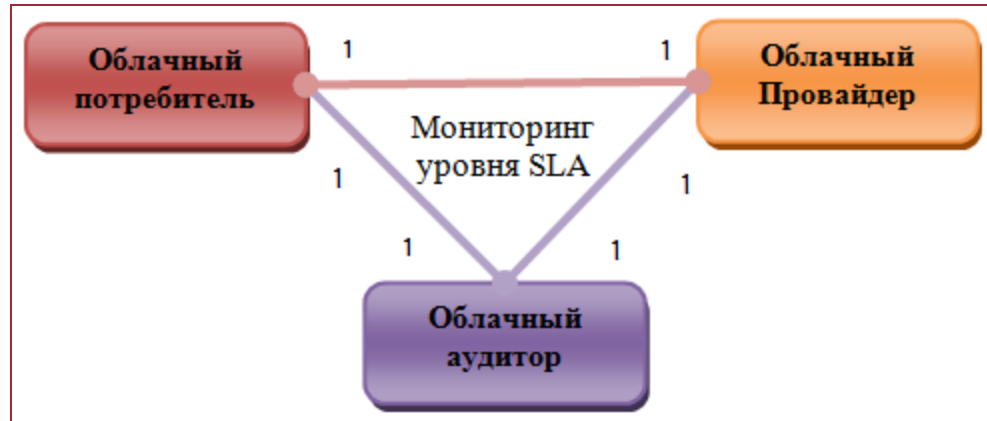 Облачный
потребитель
1
1
Облачный
Провайдер
Мониторинг
уровня SLA
1
1
1
1
Облачный
аудитор